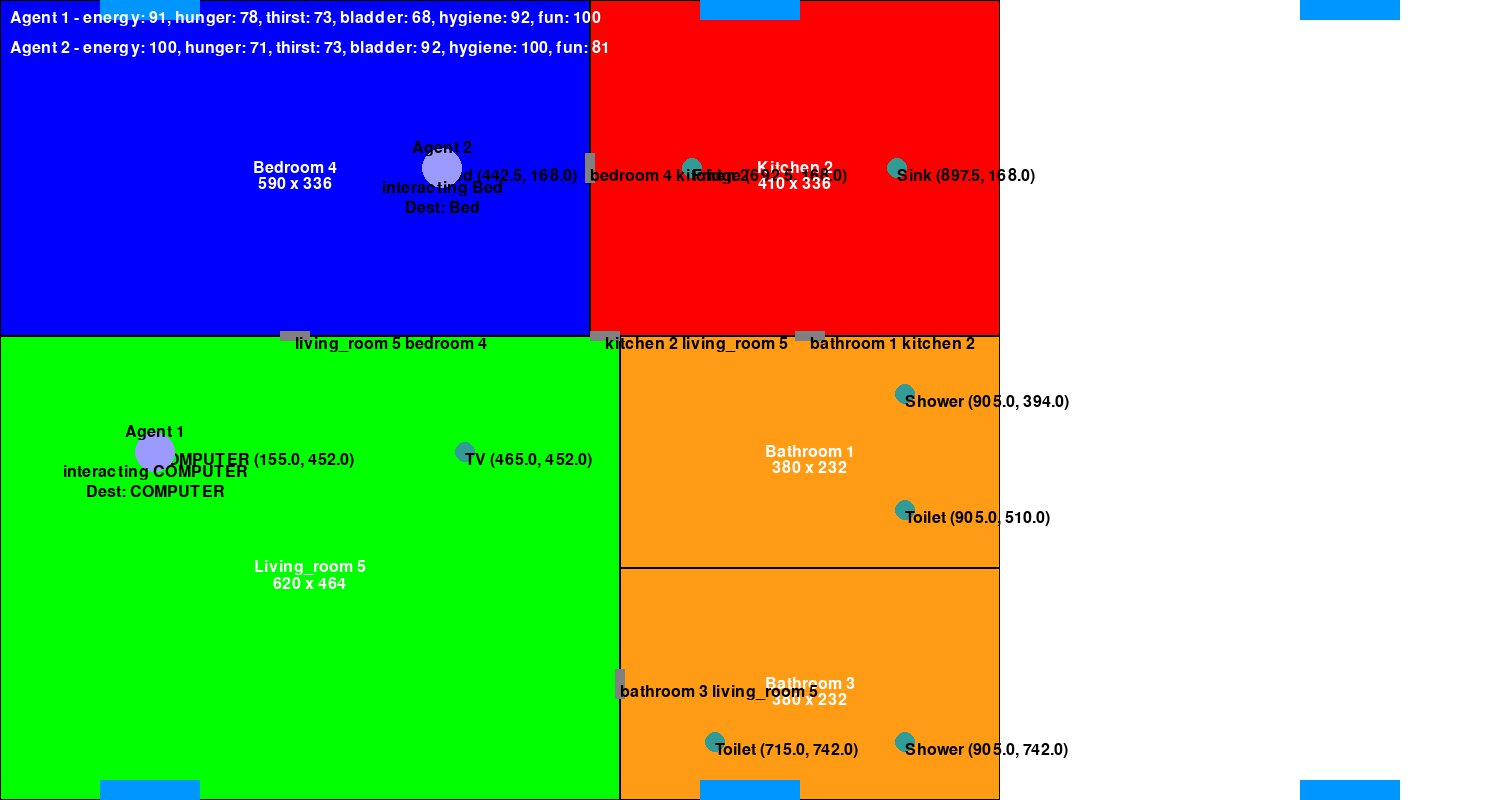 Agent 1 - energy: 91, hunger: 78, thirst: 73, bladder: 68, hygiene: 92, fun: 100
Agent 2 - energy: 100, hunger: 71, thirst: 73, bladder: 92, hygiene: 100, fun: 81
Agent 2
Bedroom 4
590 x 336
d (442.5, 168.0)
interacting Bed
Dest: Bed
bedroom 4 kitchen 2
Fridge (692.5, 168.0)
Kitchen 2
410 x 336
Sink (897.5, 168.0)
living_room 5 bedroom 4
kitchen 2 living_room 5
bathroom 1 kitchen 2
Agent 1
OMPUTER (155.0, 452.0)
interacting COMPUTER
Dest: COMPUTER
TV (465.0, 452.0)
Shower (905.0, 394.0)
Bathroom 1
380 x 232
Toilet (905.0, 510.0)
Living_room 5
620 x 464
Bathroom 3
380 x 232
bathroom 3 living_room 5
Toilet (715.0, 742.0)
Shower (905.0, 742.0)